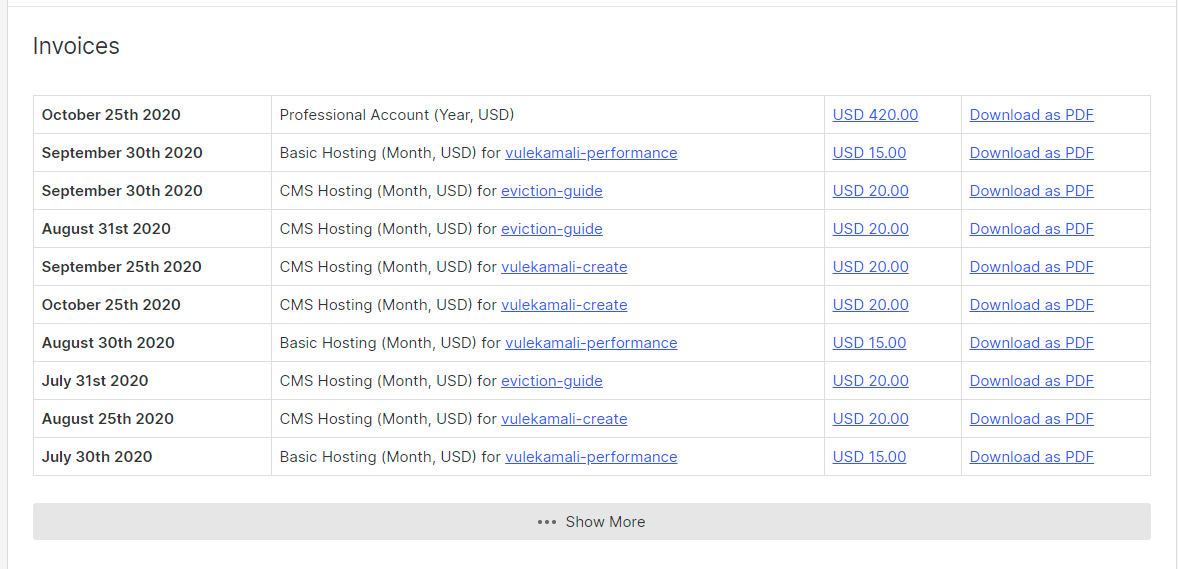 Invoices
October 25th 2020 Professional Account (Year, USD) USD 420.00 Download as PDF
September 30th 2020 Basic Hosting (Month, USD) for vulekamali-performance USD 15.00 Download as PDF
September 30th 2020 CMS Hosting (Month, USD) for eviction-guide USD 20.00 Download as PDF
August 31st 2020 CMS Hosting (Month, USD) for eviction-guide USD 20.00 Download as PDF
September 25th 2020 CMS Hosting (Month, USD) for vulekamali-create USD 20.00 Download as PDF
October 25th 2020 CMS Hosting (Month, USD) for vulekamali-create USD 20.00 Download as PDF
August 30th 2020 Basic Hosting (Month, USD) for vulekamali-performance USD 15.00 Download as PDF
July 31st 2020 CMS Hosting (Month, USD) for eviction-guide USD 20.00 Download as PDF
August 25th 2020 CMS Hosting (Month, USD) for vulekamali-create USD 20.00 Download as PDF
July 30th 2020 Basic Hosting (Month, USD) for vulekamali-performance USD 15.00 Download as PDF
••• Show More